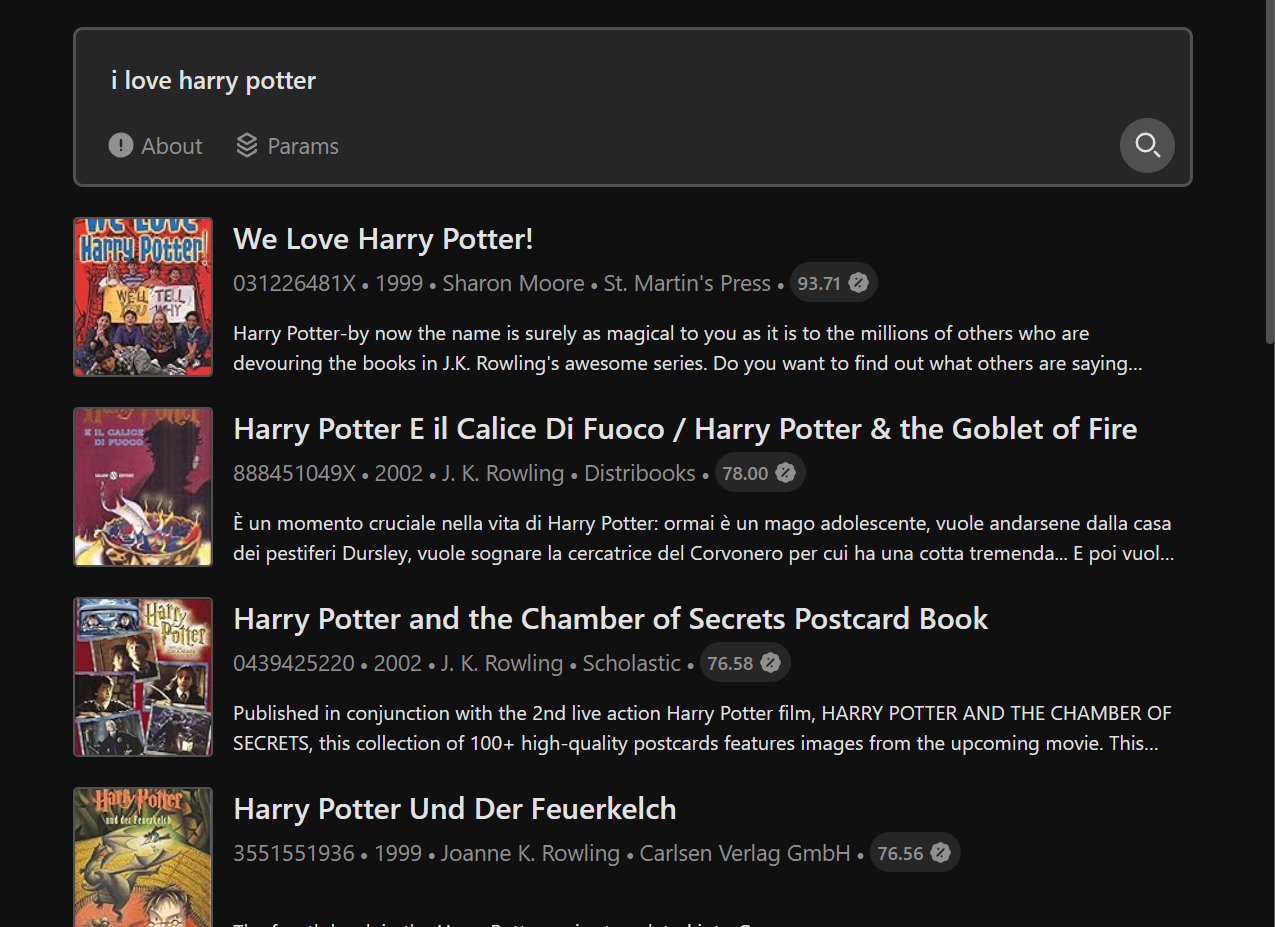 i love harry potter
About Params
WE LOVE
Harry Potter!
WE'LL TELL
YOU WHY
We Love Harry Potter!
031226481X • 1999 • Sharon Moore • St. Martin's Press • 93.71
Harry Potter-by now the name is surely as magical to you as it is to the millions of others who are
devouring the books in J.K. Rowling's awesome series. Do you want to find out what others are saying...
E IL CALICE
DI FUOCO
Harry Potter E il Calice Di Fuoco / Harry Potter & the Goblet of Fire
888451049X • 2002 • J. K. Rowling • Distribooks • 78.00
È un momento cruciale nella vita di Harry Potter: ormai è un mago adolescente, vuole andarsene dalla casa
dei pestiferi Dursley, vuole sognare la cercatrice del Corvonero per cui ha una cotta tremenda... E poi vuol...
Harry
Potter
Harry Potter and the Chamber of Secrets Postcard Book
0439425220 • 2002 • J. K. Rowling • Scholastic • 76.58
Published in conjunction with the 2nd live action Harry Potter film, HARRY POTTER AND THE CHAMBER OF
SECRETS, this collection of 100+ high-quality postcards features images from the upcoming movie. This...
Harry Potter
und der Feuerkelch
Harry Potter Und Der Feuerkelch
3551551936 • 1999 • Joanne K. Rowling • Carlsen Verlag GmbH • 76.56